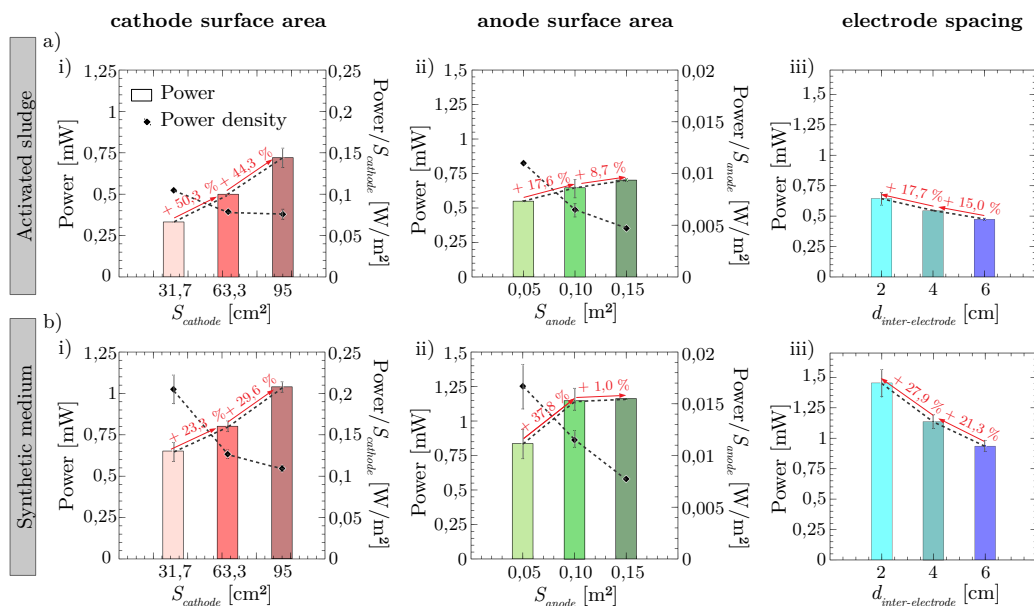 cathode surface area
anode surface area
electrode spacing
Activated sludge
a)
i)
1,25
1
0,75
0,5
0,25
0
Power [mW]
Power
Power density
+ 50,3 %
+ 44,3 %
0,25
0,2
0,15
0,1
0,05
0
Power/S_cathode [W/m²]
31,7 63,3 95
S_cathode [cm²]
ii)
1,5
1,25
1
0,75
0,5
0,25
0
Power [mW]
+ 17,6 %
+ 8,7 %
0,02
0,015
0,01
0,005
0
Power/S_anode [W/m²]
0,05 0,10 0,15
S_anode [m²]
iii)
1,5
1,25
1
0,75
0,5
0,25
0
Power [mW]
+ 17,7 %
+ 15,0 %
2 4 6
d_inter-electrode [cm]
Synthetic medium
b)
i)
1,25
1
0,75
0,5
0,25
0
Power [mW]
+ 23,3 %
+ 29,6 %
0,25
0,2
0,15
0,1
0,05
0
Power/S_cathode [W/m²]
31,7 63,3 95
S_cathode [cm²]
ii)
1,5
1,25
1
0,75
0,5
0,25
0
Power [mW]
+ 37,8 %
+ 1,0 %
0,02
0,015
0,01
0,005
0
Power/S_anode [W/m²]
0,05 0,10 0,15
S_anode [m²]
iii)
1,5
1,25
1
0,75
0,5
0,25
0
Power [mW]
+ 27,9 %
+ 21,3 %
2 4 6
d_inter-electrode [cm]